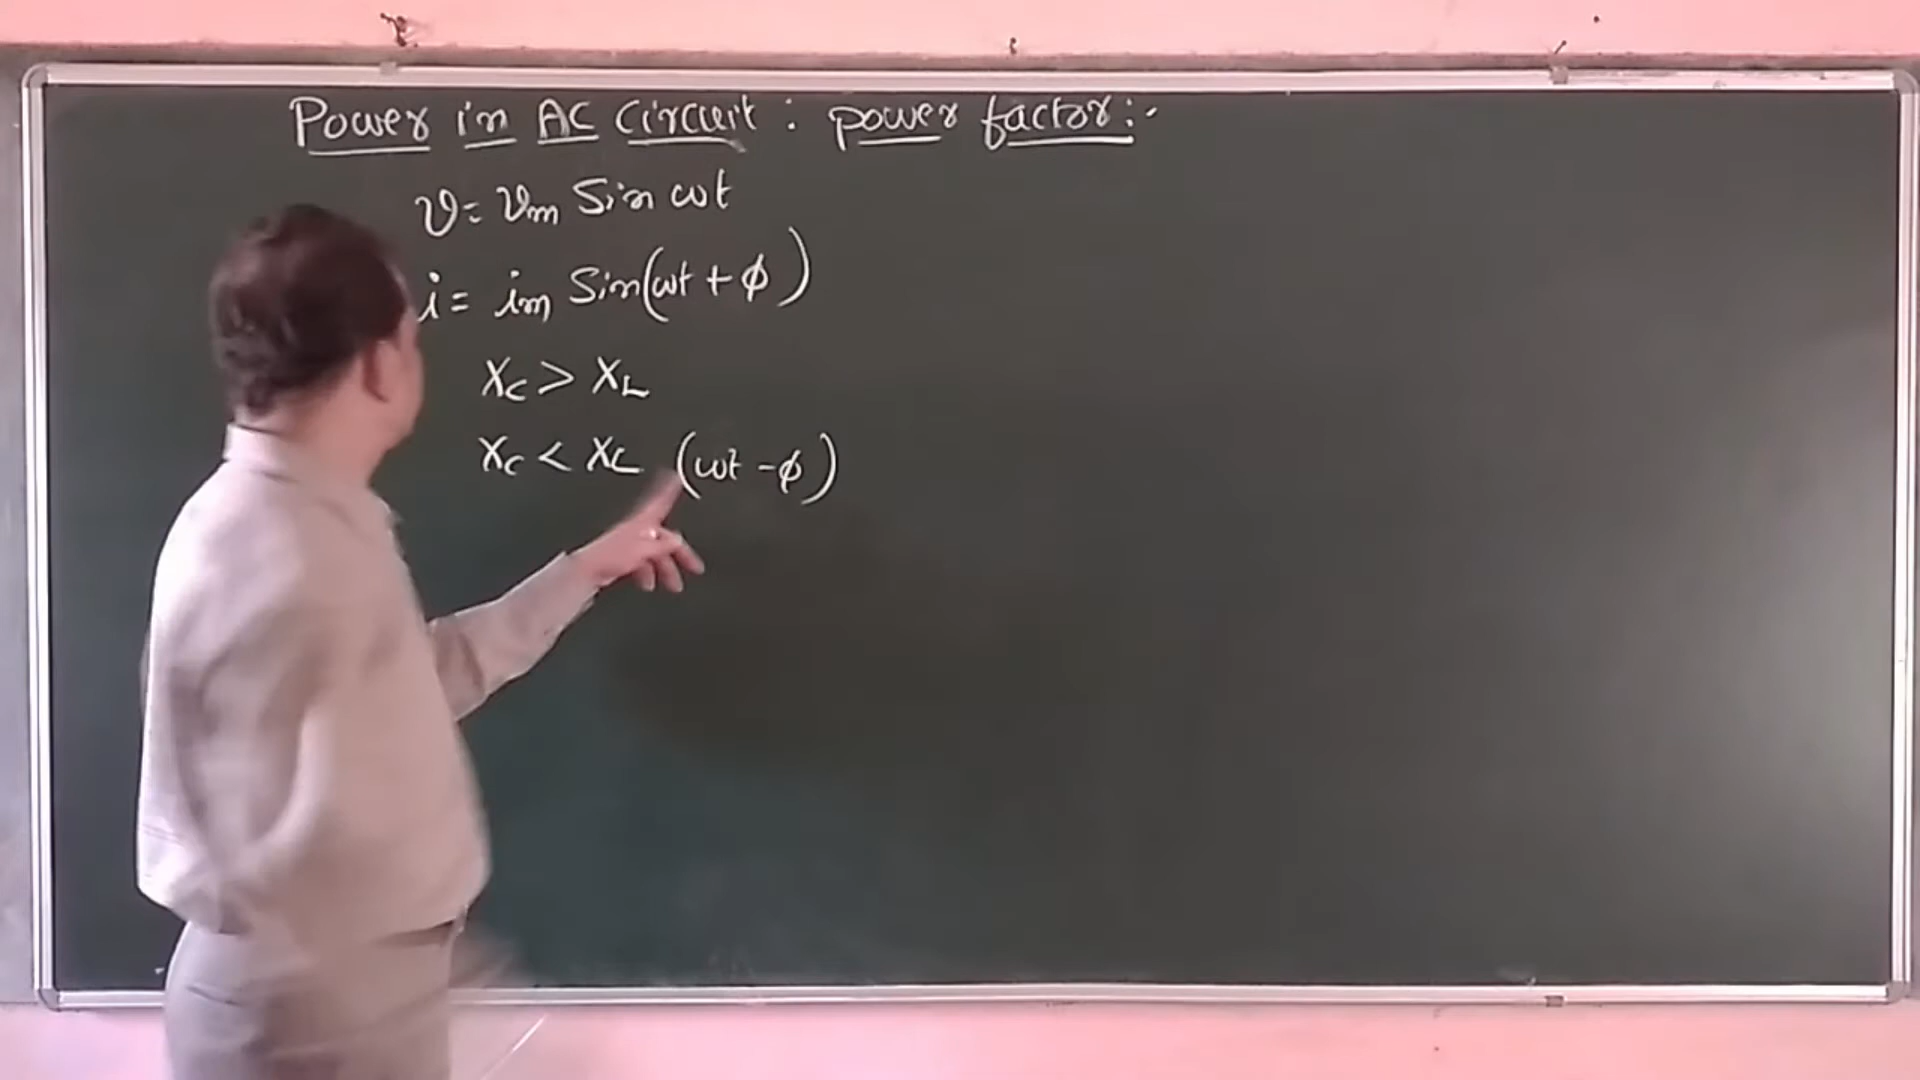 Power in AC Circuit : power factor :-
v = vm Sin ωt
i = im Sin(ωt + ϕ)
Xc > XL
Xc < XL (ωt - ϕ)